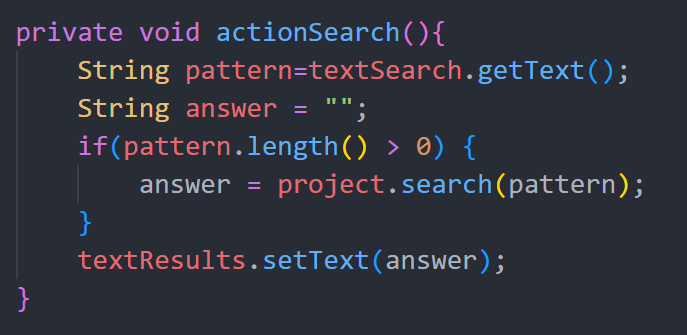 private void actionSearch(){
    String pattern=textSearch.getText();
    String answer = "";
    if(pattern.length() > 0) {
        answer = project.search(pattern);
    }
    textResults.setText(answer);
}